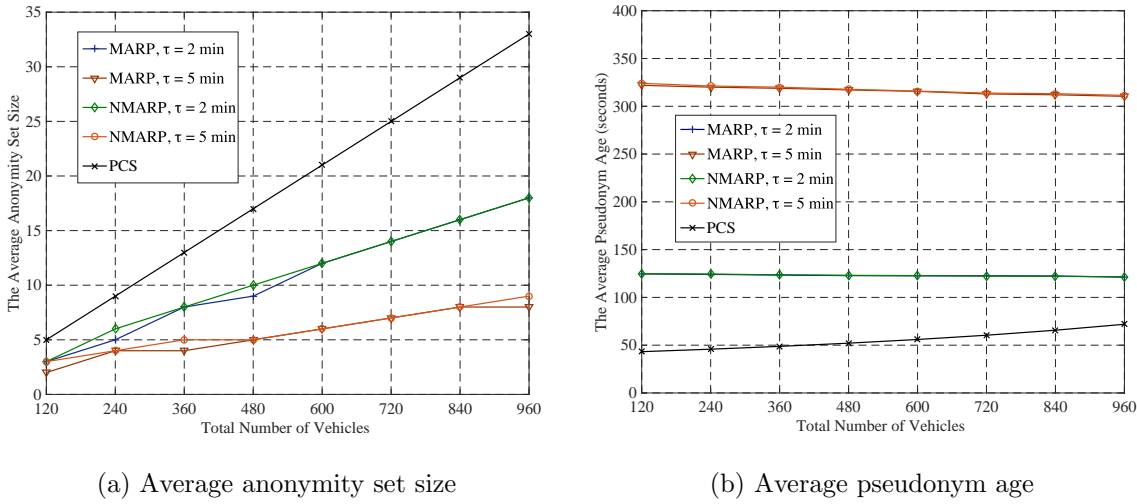 35
30
25
20
15
10
5
0
The Average Anonymity Set Size
MARP, τ = 2 min
MARP, τ = 5 min
NMARP, τ = 2 min
NMARP, τ = 5 min
PCS
120 240 360 480 600 720 840 960
Total Number of Vehicles
(a) Average anonymity set size
400
350
300
250
200
150
100
50
0
The Average Pseudonym Age (seconds)
MARP, τ = 2 min
MARP, τ = 5 min
NMARP, τ = 2 min
NMARP, τ = 5 min
PCS
120 240 360 480 600 720 840 960
Total Number of Vehicles
(b) Average pseudonym age